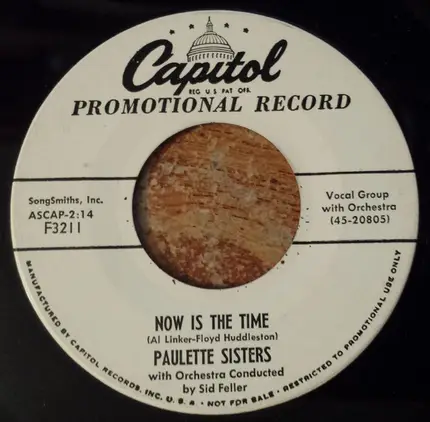 Capitol
REG U S PAT OFF.
PROMOTIONAL RECORD
SongSmiths, Inc.
ASCAP-2:14
F3211
Vocal Group
with Orchestra
(45-20805)
NOW IS THE TIME
(Al Linker-Floyd Huddleston)
PAULETTE SISTERS
with Orchestra Conducted
by Sid Feller
MANUFACTURED BY CAPITOL RECORDS, INC. U. S. A. • NOT FOR SALE • RESTRICTED TO PROMOTIONAL USE ONLY